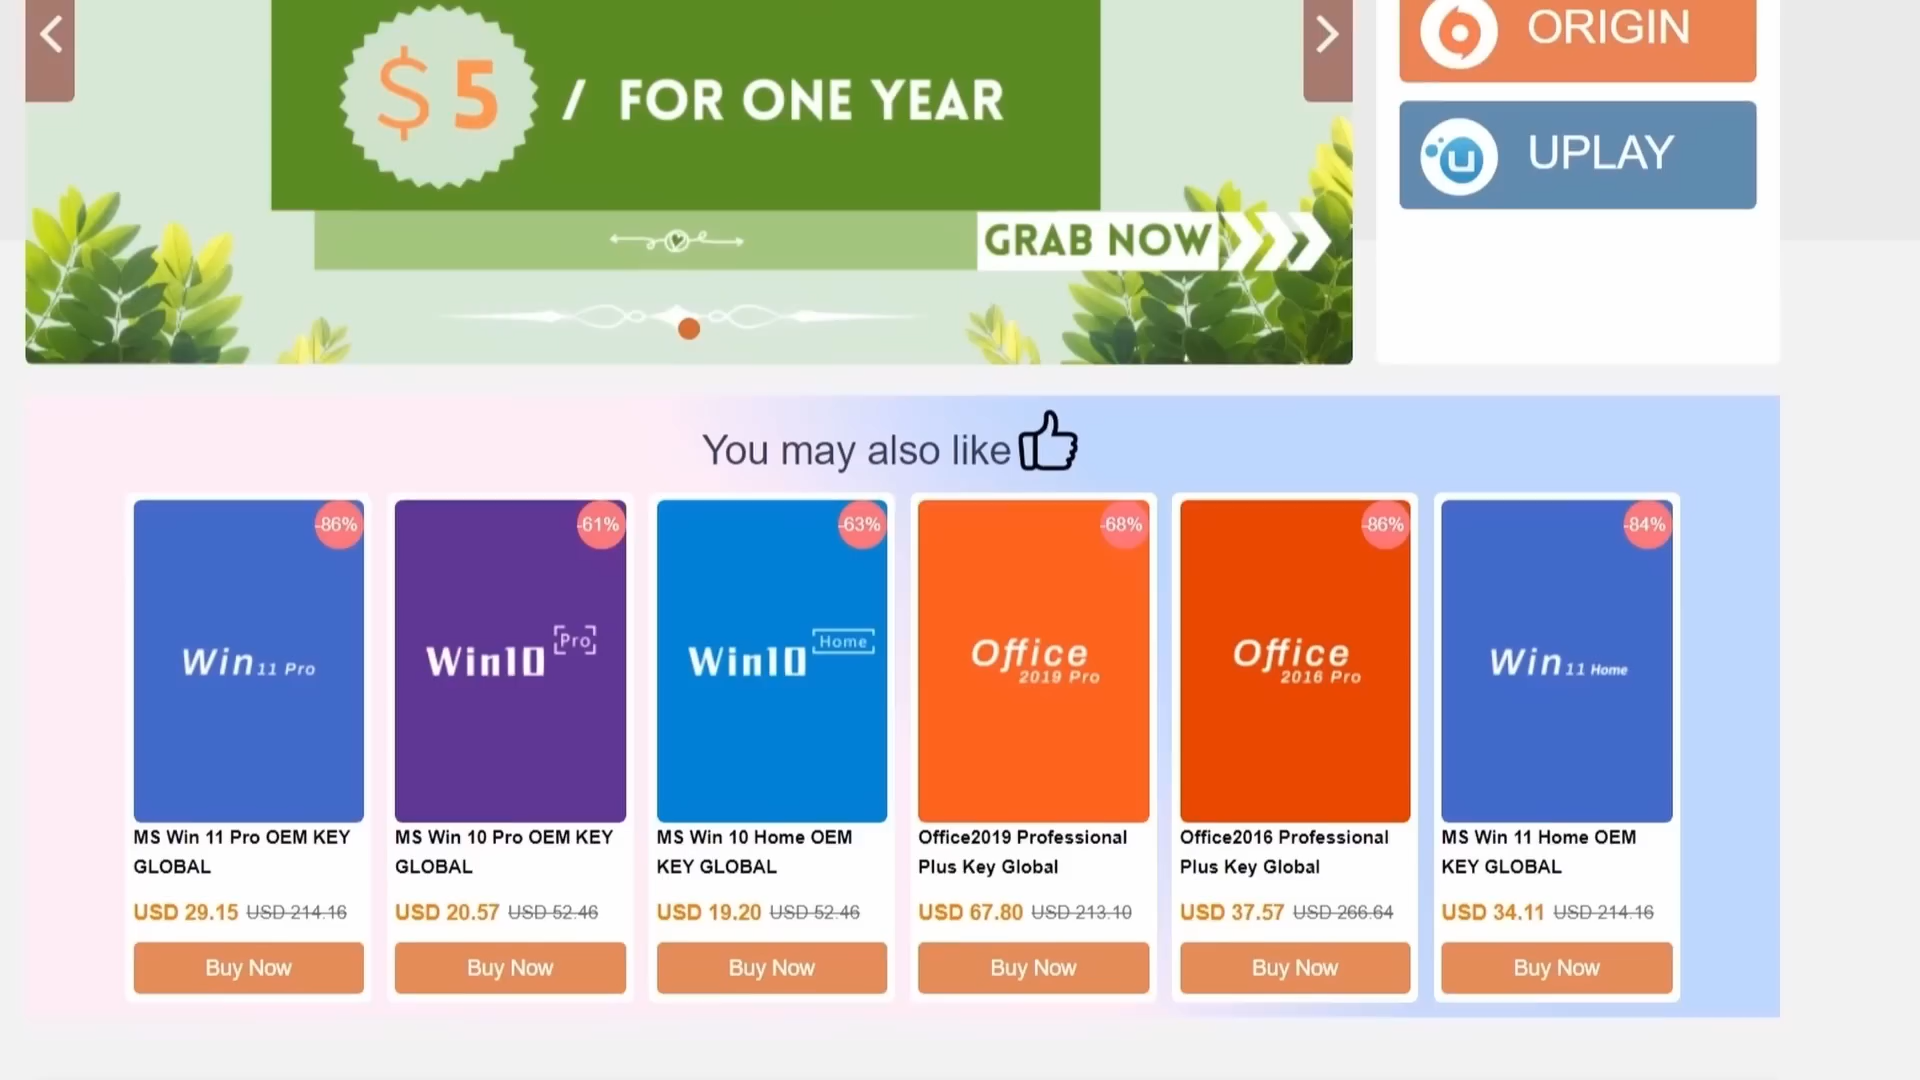 $5 / FOR ONE YEAR
GRAB NOW
ORIGIN
UPLAY
You may also like
-86%
Win 11 Pro
MS Win 11 Pro OEM KEY
GLOBAL
USD 29.15 USD 214.16
Buy Now
-61%
Win10 Pro
MS Win 10 Pro OEM KEY
GLOBAL
USD 20.57 USD 52.46
Buy Now
-63%
Win10 Home
MS Win 10 Home OEM
KEY GLOBAL
USD 19.20 USD 52.46
Buy Now
-68%
Office
2019 Pro
Office2019 Professional
Plus Key Global
USD 67.80 USD 213.10
Buy Now
-86%
Office
2016 Pro
Office2016 Professional
Plus Key Global
USD 37.57 USD 266.64
Buy Now
-84%
Win 11 Home
MS Win 11 Home OEM
KEY GLOBAL
USD 34.11 USD 214.16
Buy Now